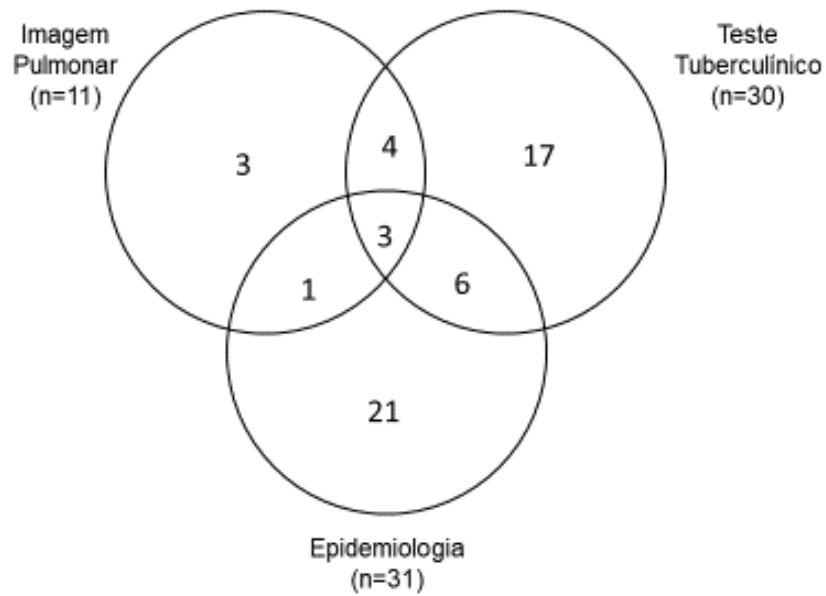 Imagem
Pulmonar
(n=11)
Teste
Tuberculínico
(n=30)
3
4
17
3
1
6
21
Epidemiologia
(n=31)